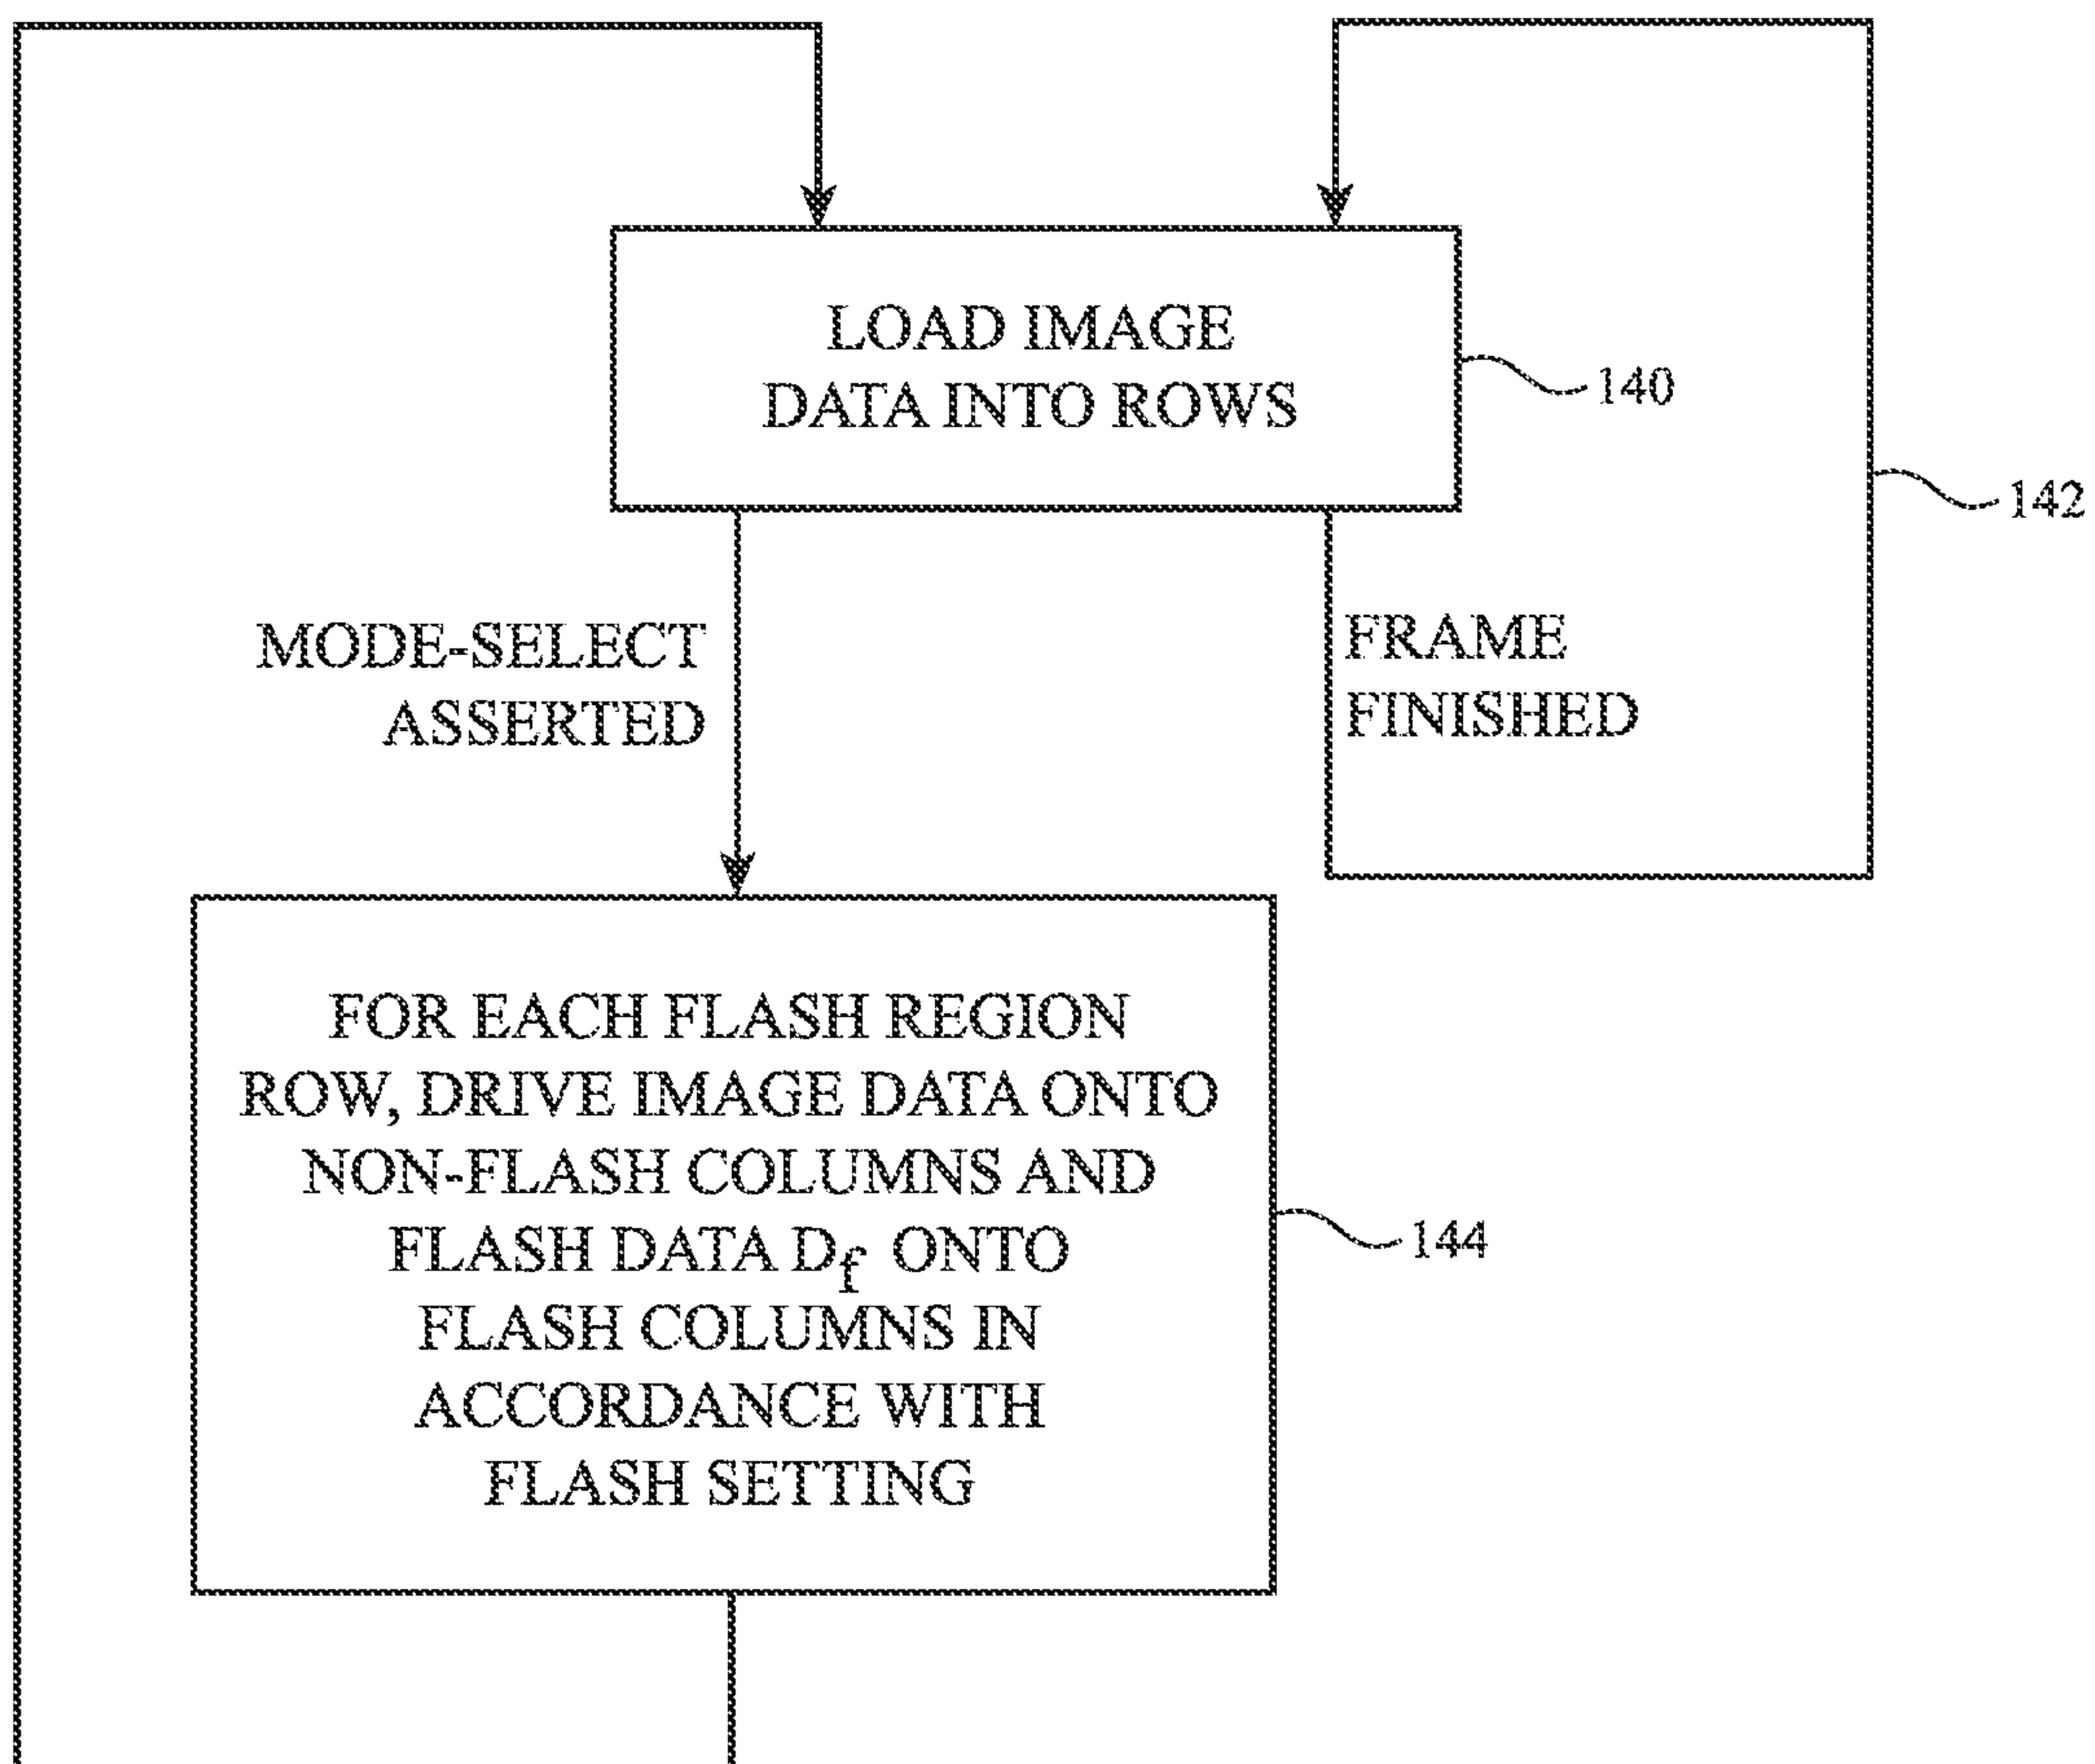 LOAD IMAGE
DATA INTO ROWS
140
142
MODE-SELECT
ASSERTED
FRAME
FINISHED
FOR EACH FLASH REGION
ROW, DRIVE IMAGE DATA ONTO
NON-FLASH COLUMNS AND
FLASH DATA Df ONTO
FLASH COLUMNS IN
ACCORDANCE WITH
FLASH SETTING
144